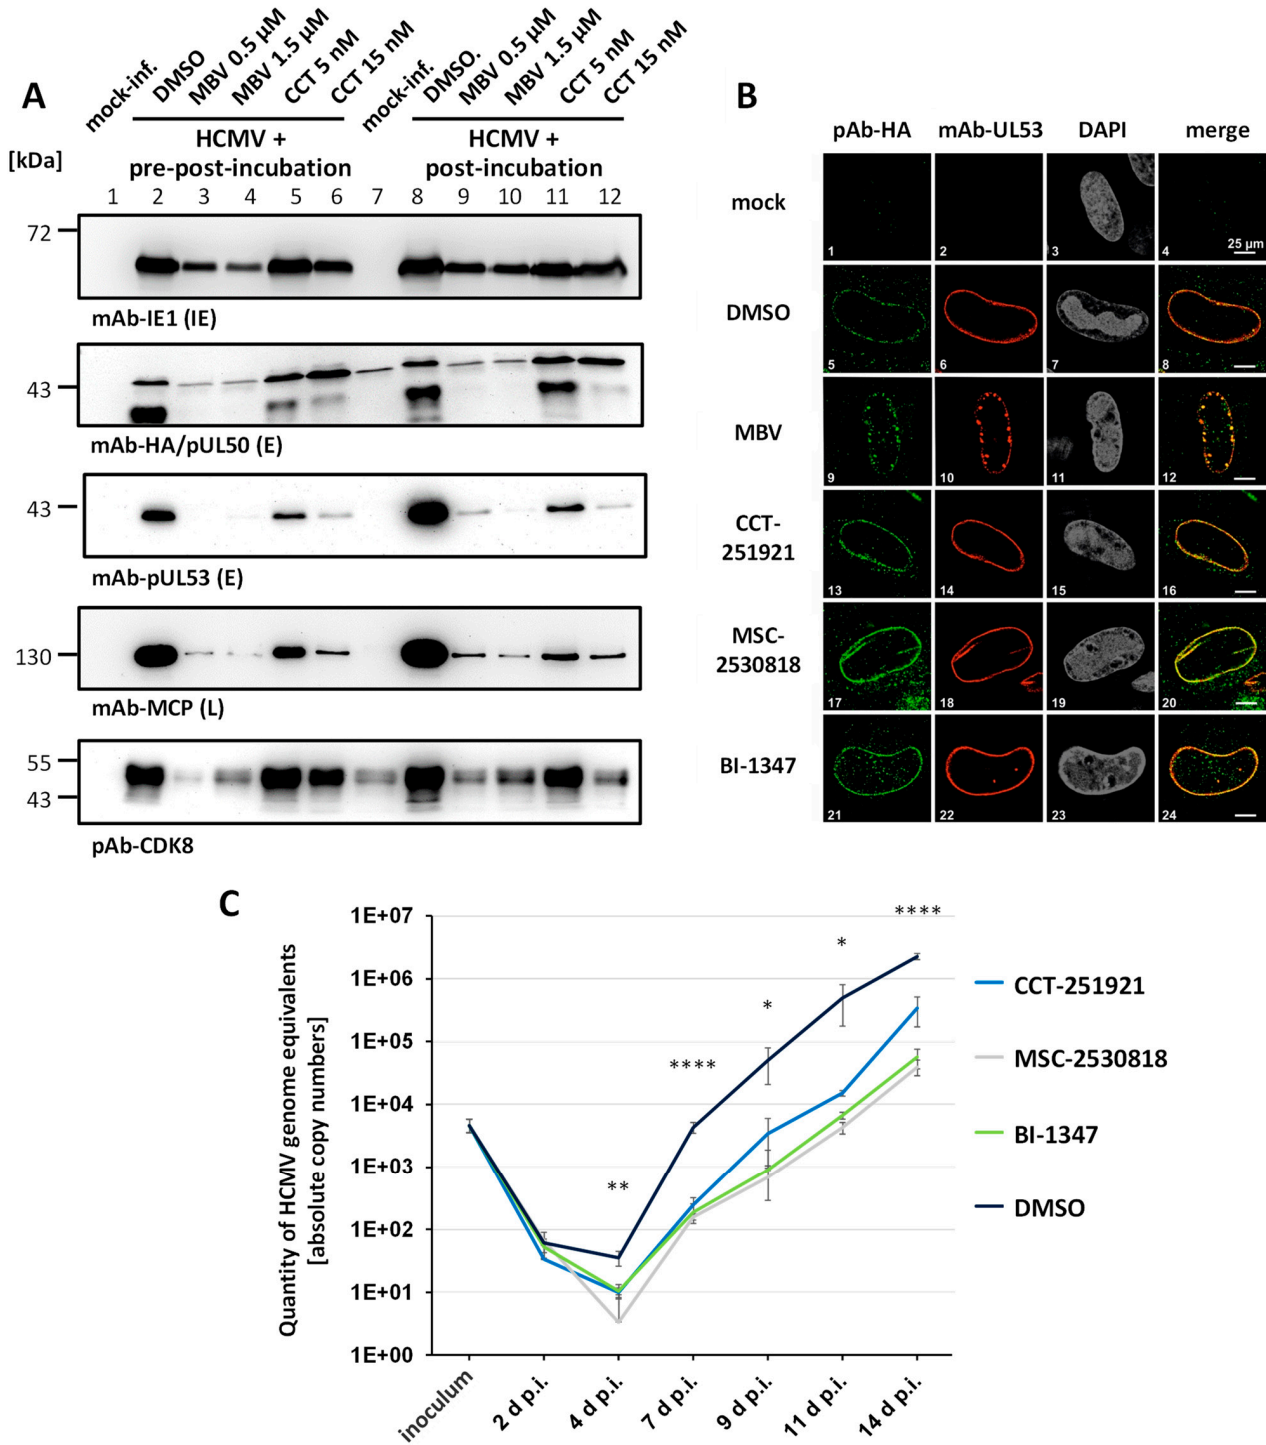 A
mock-inf.
DMSO
MBV 0.5 µM
MBV 1.5 µM
CCT 5 nM
CCT 15 nM
mock-inf.
DMSO.
MBV 0.5 µM
MBV 1.5 µM
CCT 5 nM
CCT 15 nM
HCMV +
pre-post-incubation
HCMV +
post-incubation
[kDa]
1 2 3 4 5 6 7 8 9 10 11 12
72
mAb-IE1 (IE)
43
mAb-HA/pUL50 (E)
43
mAb-pUL53 (E)
130
mAb-MCP (L)
55
43
pAb-CDK8
B
pAb-HA mAb-UL53 DAPI merge
mock
1 2 3 4
25 µm
DMSO
5 6 7 8
MBV
9 10 11 12
CCT-
251921
13 14 15 16
MSC-
2530818
17 18 19 20
BI-1347
21 22 23 24
C
Quantity of HCMV genome equivalents
[absolute copy numbers]
1E+07
1E+06
1E+05
1E+04
1E+03
1E+02
1E+01
1E+00
**
****
*
*
****
inoculum
2 d p.i.
4 d p.i.
7 d p.i.
9 d p.i.
11 d p.i.
14 d p.i.
CCT-251921
MSC-2530818
BI-1347
DMSO